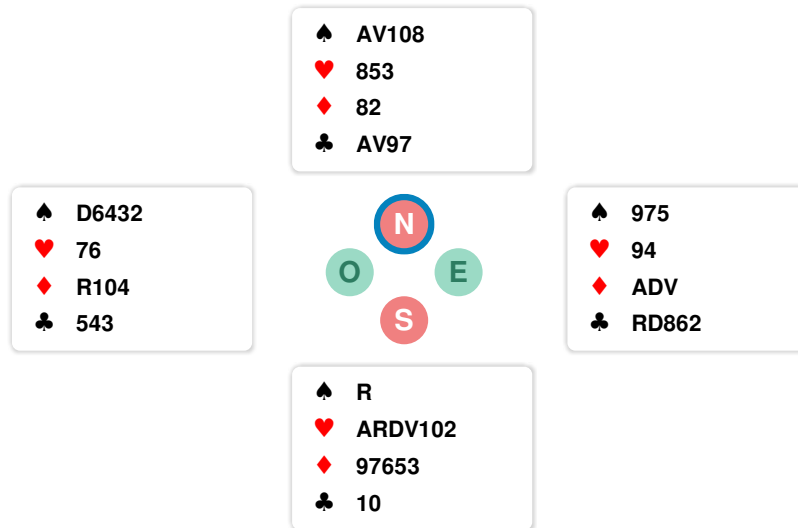 ♠ AV108
♥ 853
♦ 82
♣ AV97
♠ D6432
♥ 76
♦ R104
♣ 543
N
O E
S
♠ 975
♥ 94
♦ ADV
♣ RD862
♠ R
♥ ARDV102
♦ 97653
♣ 10